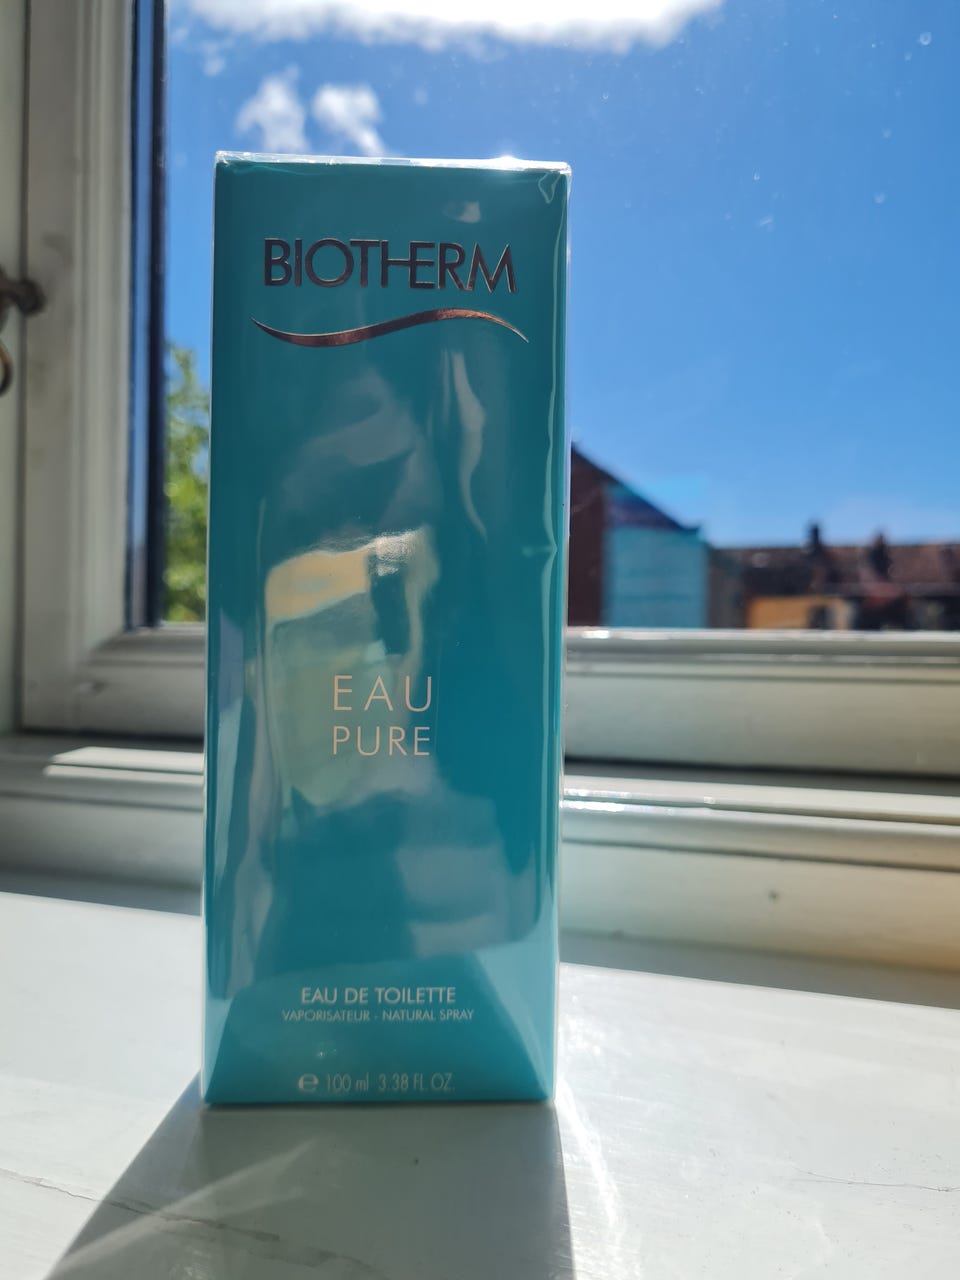 BIOTHERM
EAU
PURE
EAU DE TOILETTE
VAPORISATEUR - NATURAL SPRAY
℮ 100 ml 3.38 FL. OZ.